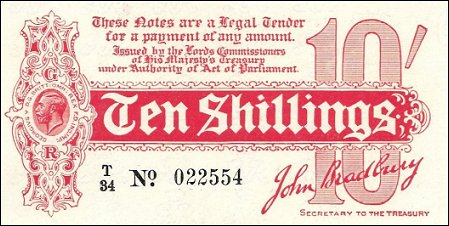 These Notes are a Legal Tender
for a payment of any amount.
Issued by the Lords Commissioners
of His Majesty's Treasury
under Authority of Act of Parliament.
10/
G
R
Ten Shillings
10
T
34 No. 022554
John Bradbury
SECRETARY TO THE TREASURY